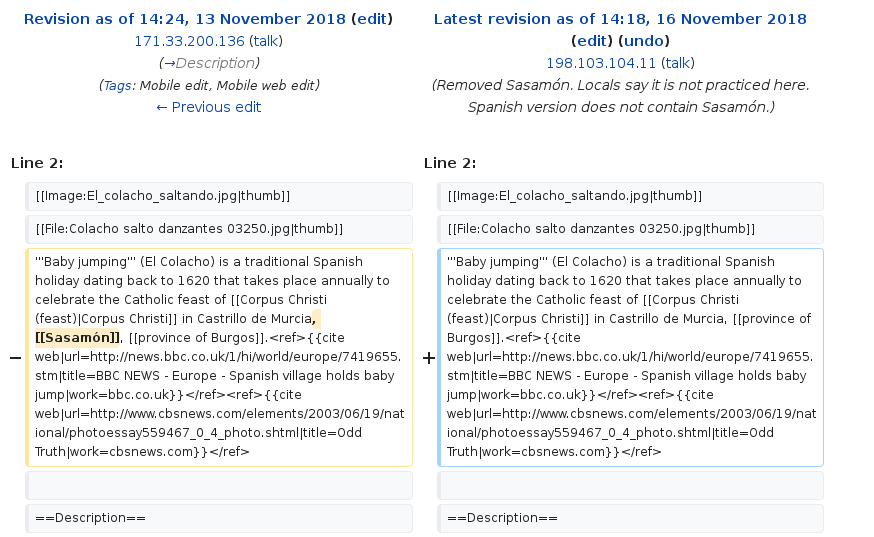 Revision as of 14:24, 13 November 2018 (edit)
171.33.200.136 (talk)
(→Description)
(Tags: Mobile edit, Mobile web edit)
← Previous edit
Latest revision as of 14:18, 16 November 2018
(edit) (undo)
198.103.104.11 (talk)
(Removed Sasamón. Locals say it is not practiced here.
Spanish version does not contain Sasamón.)
Line 2:
Line 2:
[[Image:El_colacho_saltando.jpg|thumb]]
[[Image:El_colacho_saltando.jpg|thumb]]
[[File:Colacho salto danzantes 03250.jpg|thumb]]
[[File:Colacho salto danzantes 03250.jpg|thumb]]
−
'''Baby jumping''' (El Colacho) is a traditional Spanish
holiday dating back to 1620 that takes place annually to
celebrate the Catholic feast of [[Corpus Christi
(feast)|Corpus Christi]] in Castrillo de Murcia,
[[Sasamón]], [[province of Burgos]].<ref>{{cite
web|url=http://news.bbc.co.uk/1/hi/world/europe/7419655.
stm|title=BBC NEWS - Europe - Spanish village holds baby
jump|work=bbc.co.uk}}</ref><ref>{{cite
web|url=http://www.cbsnews.com/elements/2003/06/19/nat
ional/photoessay559467_0_4_photo.shtml|title=Odd
Truth|work=cbsnews.com}}</ref>
+
'''Baby jumping''' (El Colacho) is a traditional Spanish
holiday dating back to 1620 that takes place annually to
celebrate the Catholic feast of [[Corpus Christi
(feast)|Corpus Christi]] in Castrillo de Murcia, [[province of
Burgos]].<ref>{{cite
web|url=http://news.bbc.co.uk/1/hi/world/europe/7419655.
stm|title=BBC NEWS - Europe - Spanish village holds baby
jump|work=bbc.co.uk}}</ref><ref>{{cite
web|url=http://www.cbsnews.com/elements/2003/06/19/nat
ional/photoessay559467_0_4_photo.shtml|title=Odd
Truth|work=cbsnews.com}}</ref>
==Description==
==Description==